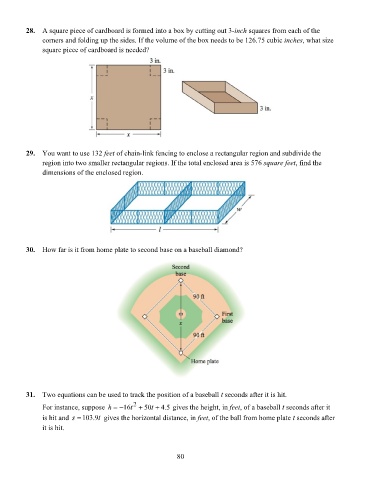 28. A square piece of cardboard is formed into a box by cutting out 3-inch squares from each of the
corners and folding up the sides. If the volume of the box needs to be 126.75 cubic inches, what size
square piece of cardboard is needed?
3 in.
3 in.
x
3 in.
x
29. You want to use 132 feet of chain-link fencing to enclose a rectangular region and subdivide the
region into two smaller rectangular regions. If the total enclosed area is 576 square feet, find the
dimensions of the enclosed region.
w
l
30. How far is it from home plate to second base on a baseball diamond?
Second
base
90 ft
First
base
x
90 ft
Home plate
31. Two equations can be used to track the position of a baseball t seconds after it is hit.
For instance, suppose h = −16t² + 50t + 4.5 gives the height, in feet, of a baseball t seconds after it
is hit and s = 103.9t gives the horizontal distance, in feet, of the ball from home plate t seconds after
it is hit.
80